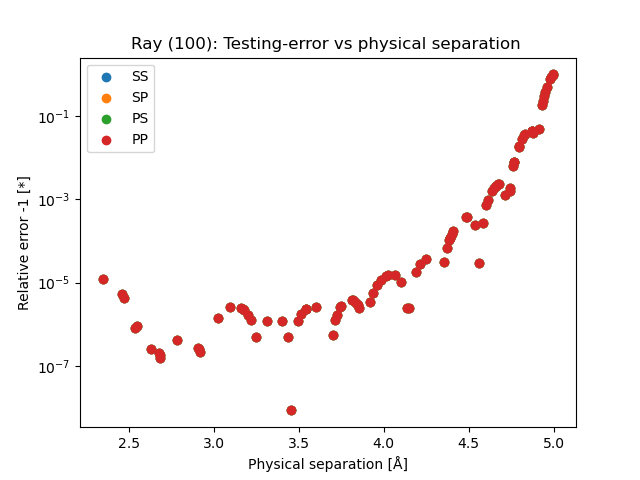 Ray (100): Testing-error vs physical separation
SS
SP
PS
PP
Relative error -1 [*]
10⁻¹
10⁻³
10⁻⁵
10⁻⁷
2.5 3.0 3.5 4.0 4.5 5.0
Physical separation [Å]